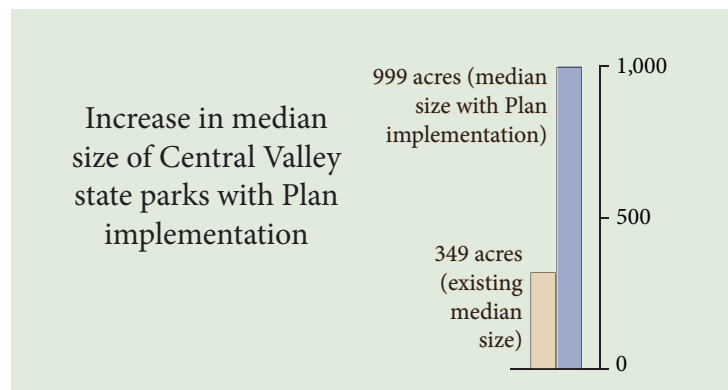 Increase in median
size of Central Valley
state parks with Plan
implementation
999 acres (median
size with Plan
implementation)
349 acres
(existing
median
size)
1,000
500
0